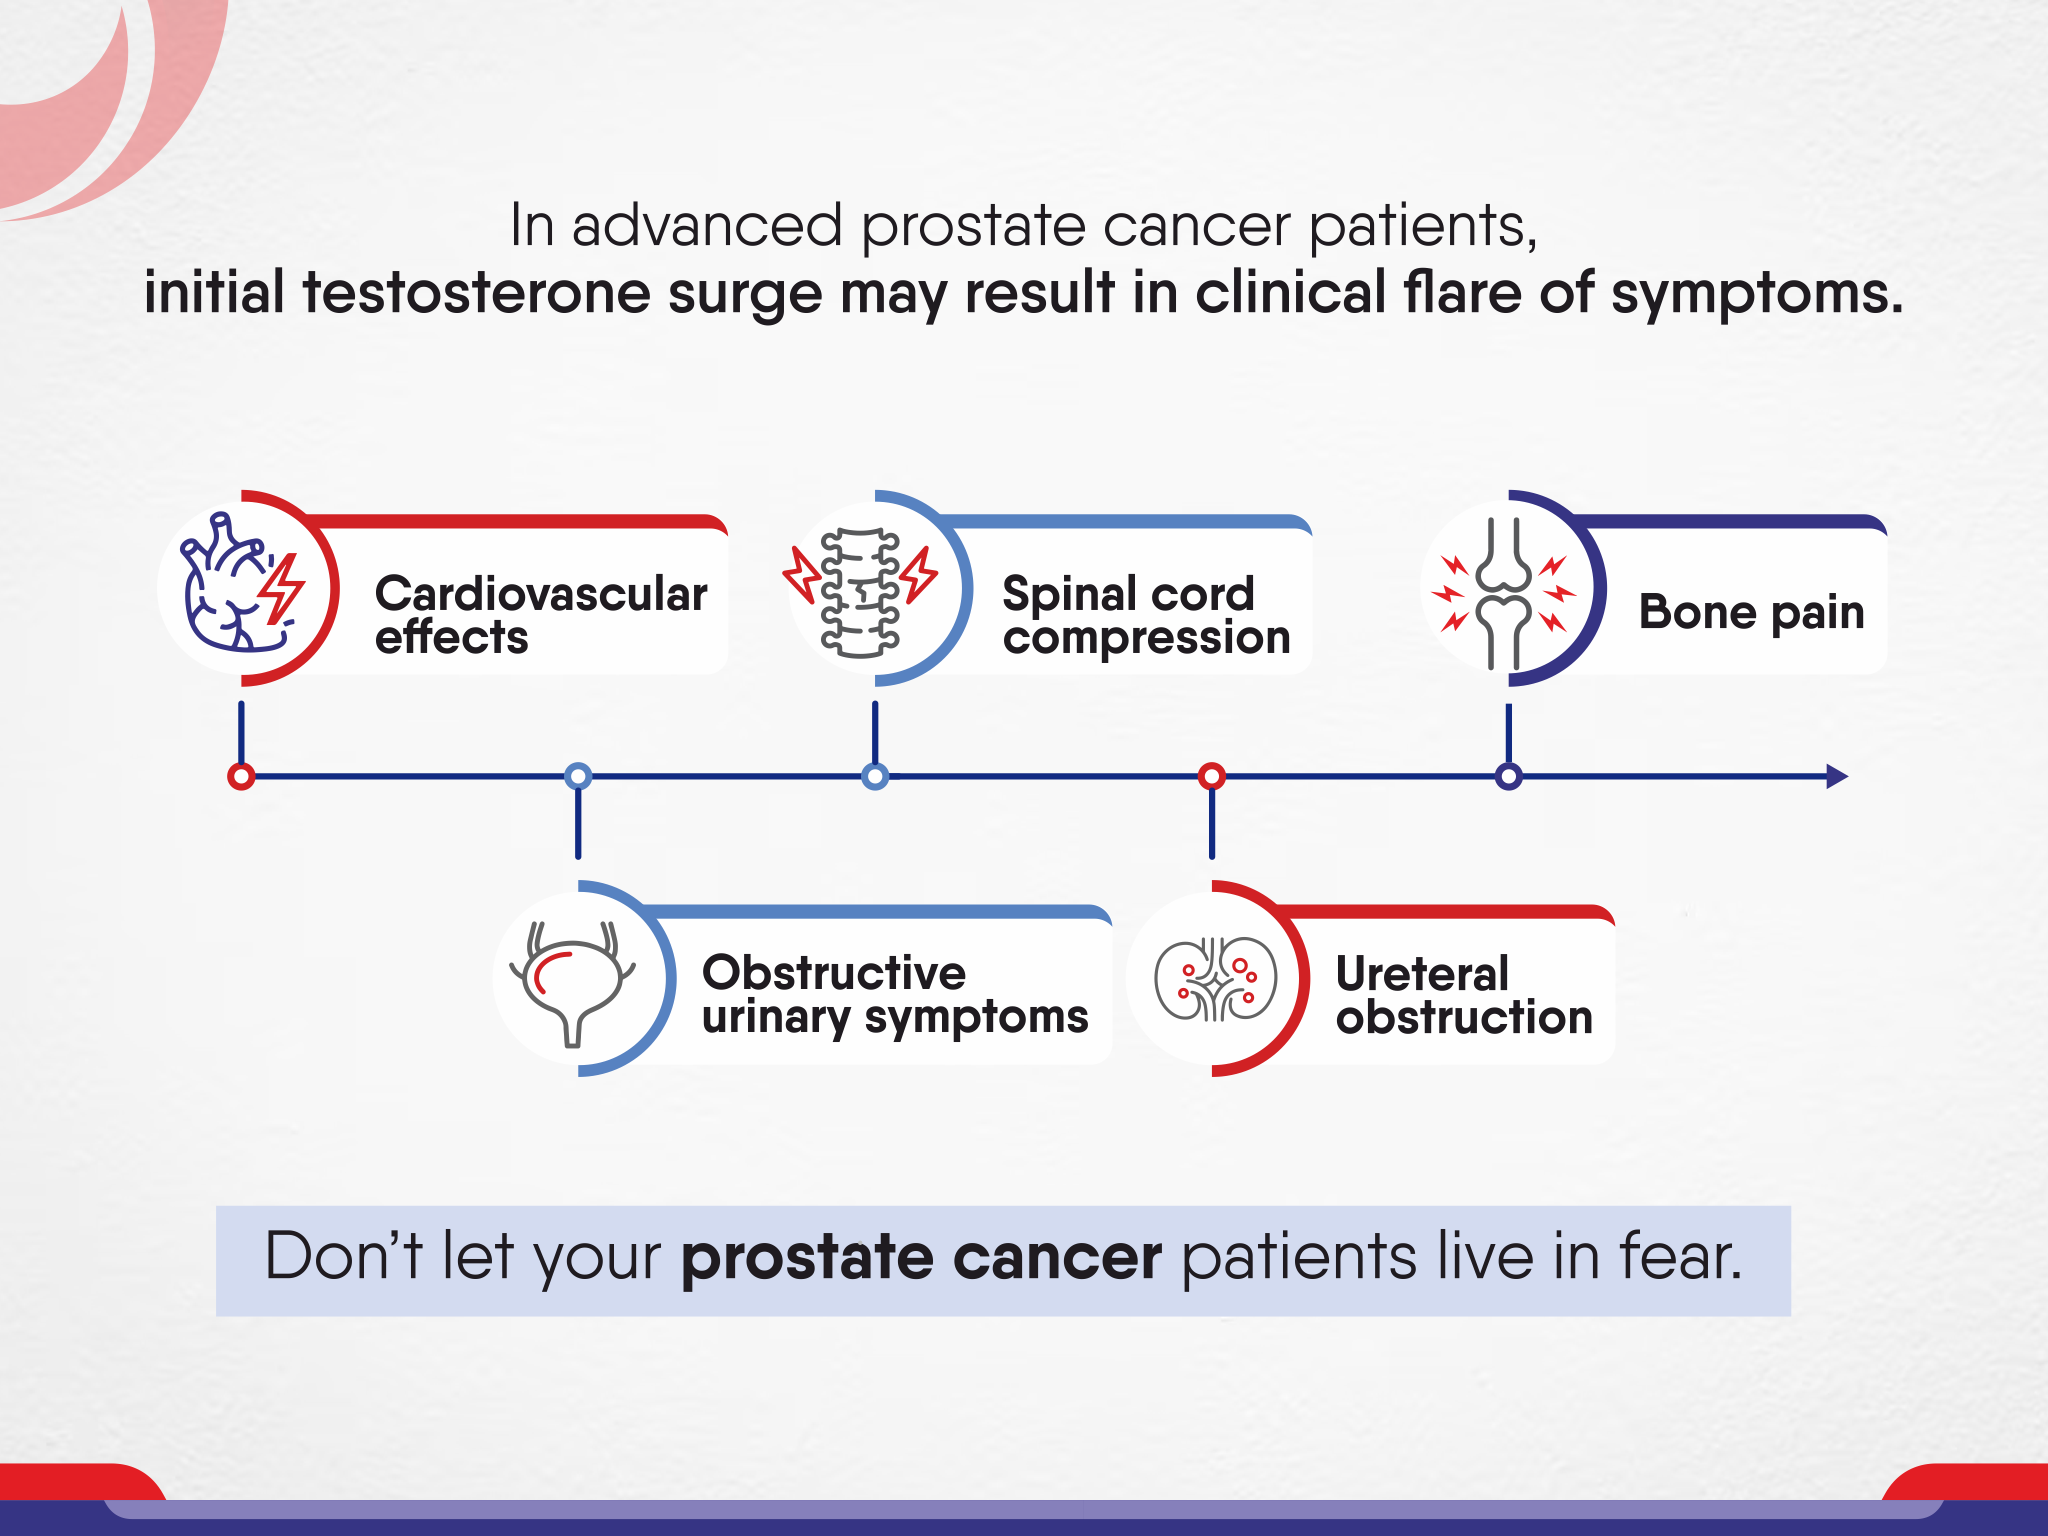 In advanced prostate cancer patients,
initial testosterone surge may result in clinical flare of symptoms.
Cardiovascular
effects
Spinal cord
compression
Bone pain
Obstructive
urinary symptoms
Ureteral
obstruction
Don’t let your prostate cancer patients live in fear.